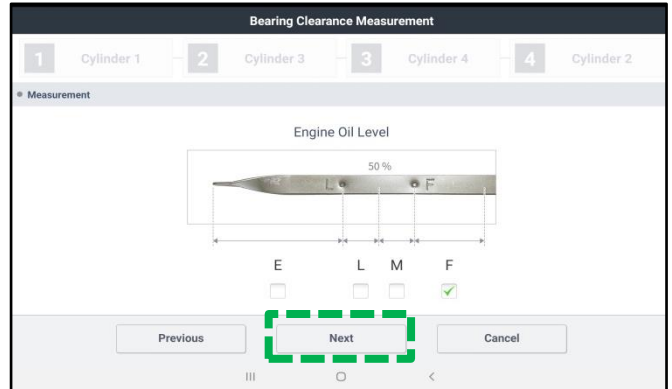 Bearing Clearance Measurement
1 Cylinder 1 2 Cylinder 3 3 Cylinder 4 4 Cylinder 2
Measurement
Engine Oil Level
50 %
L F
E L M F
Previous Next Cancel